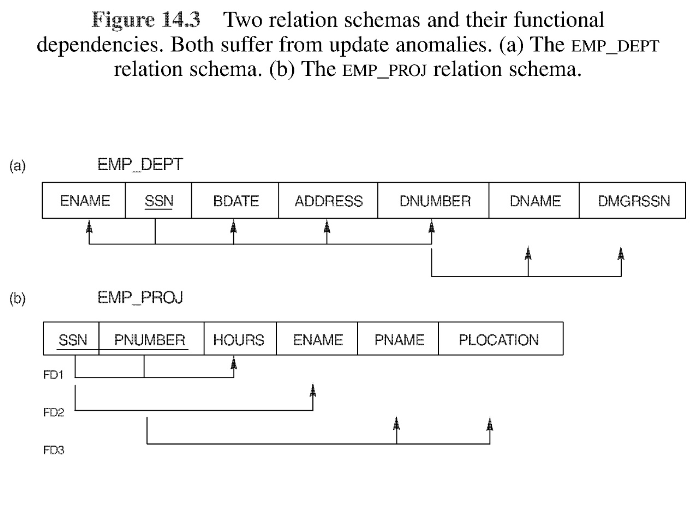 Figure 14.3 Two relation schemas and their functional
dependencies. Both suffer from update anomalies. (a) The EMP_DEPT
relation schema. (b) The EMP_PROJ relation schema.
(a) EMP_DEPT
ENAME SSN BDATE ADDRESS DNUMBER DNAME DMGRSSN
(b) EMP_PROJ
SSN PNUMBER HOURS ENAME PNAME PLOCATION
FD1
FD2
FD3